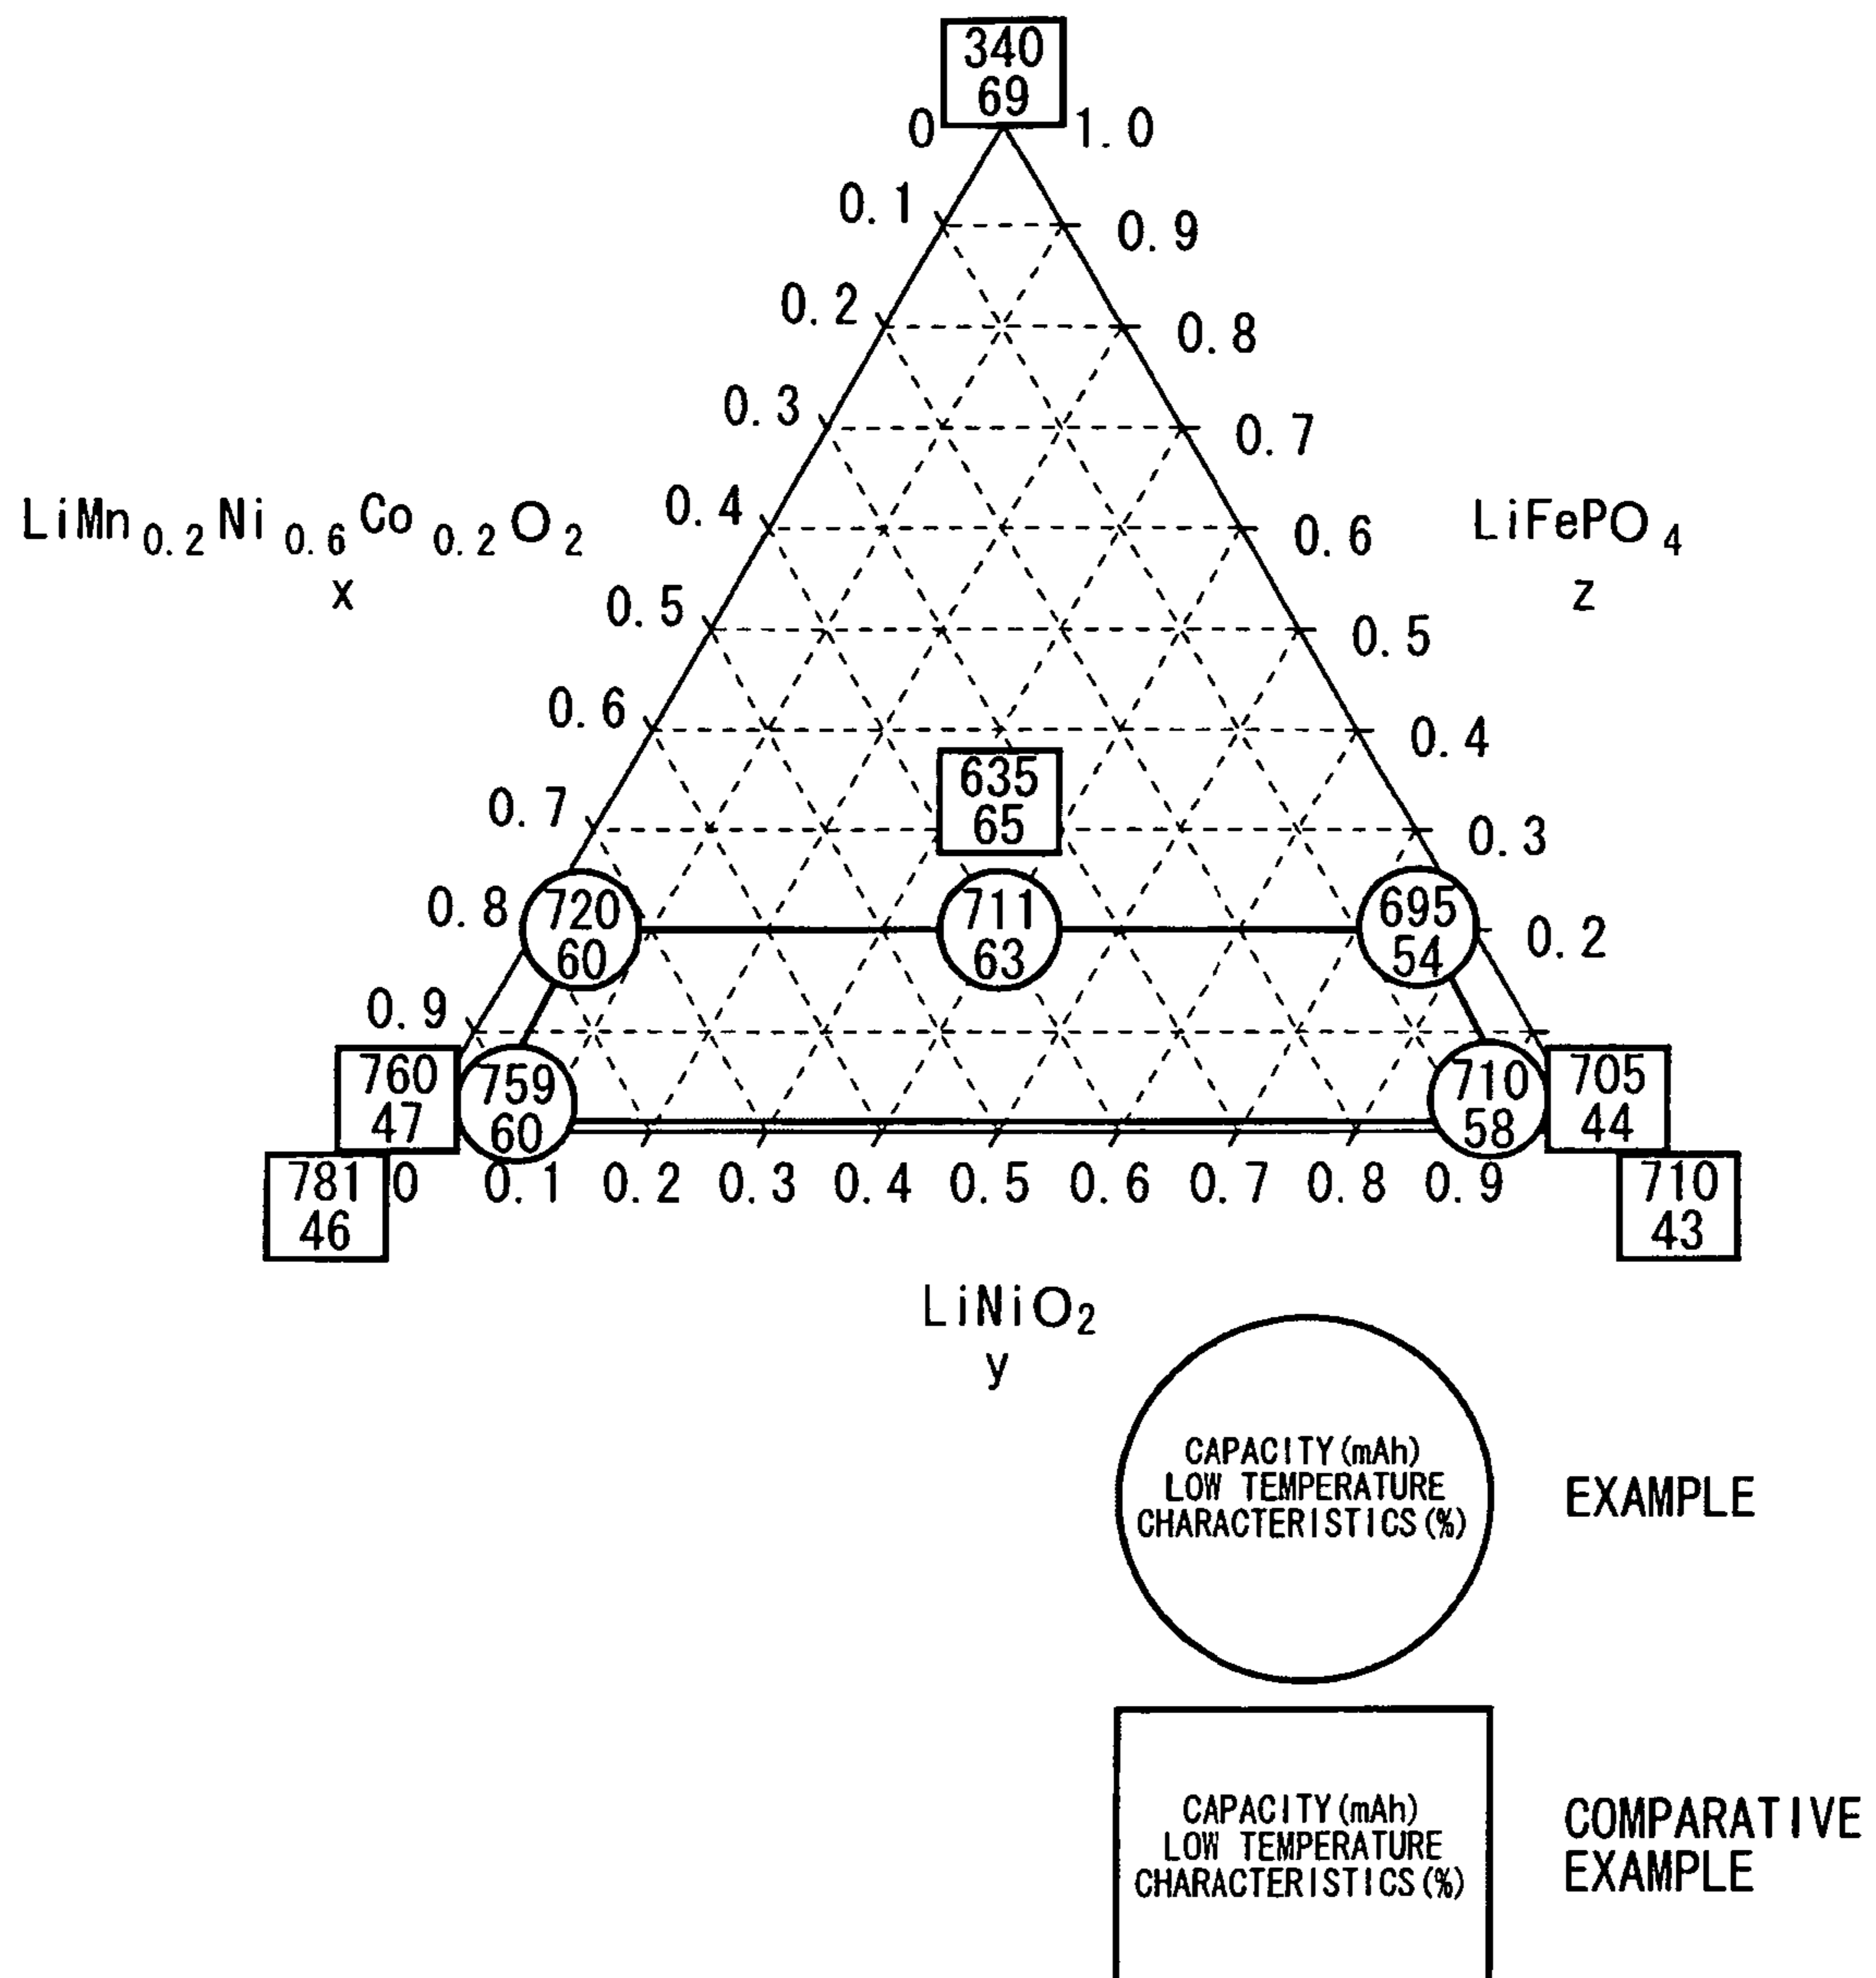 340
69
0 1.0
0.1 0.9
0.2 0.8
0.3 0.7
LiMn0.2Ni0.6Co0.2O2
x
0.4 0.6
LiFePO4
z
0.5 0.5
0.6 0.4
635
65
0.7 0.3
0.8 0.2
720
60
711
63
695
54
0.9
760
47
759
60
710
58
705
44
781
46
0 0.1 0.2 0.3 0.4 0.5 0.6 0.7 0.8 0.9
710
43
LiNiO2
y
CAPACITY(mAh)
LOW TEMPERATURE
CHARACTERISTICS(%)
EXAMPLE
CAPACITY(mAh)
LOW TEMPERATURE
CHARACTERISTICS(%)
COMPARATIVE
EXAMPLE